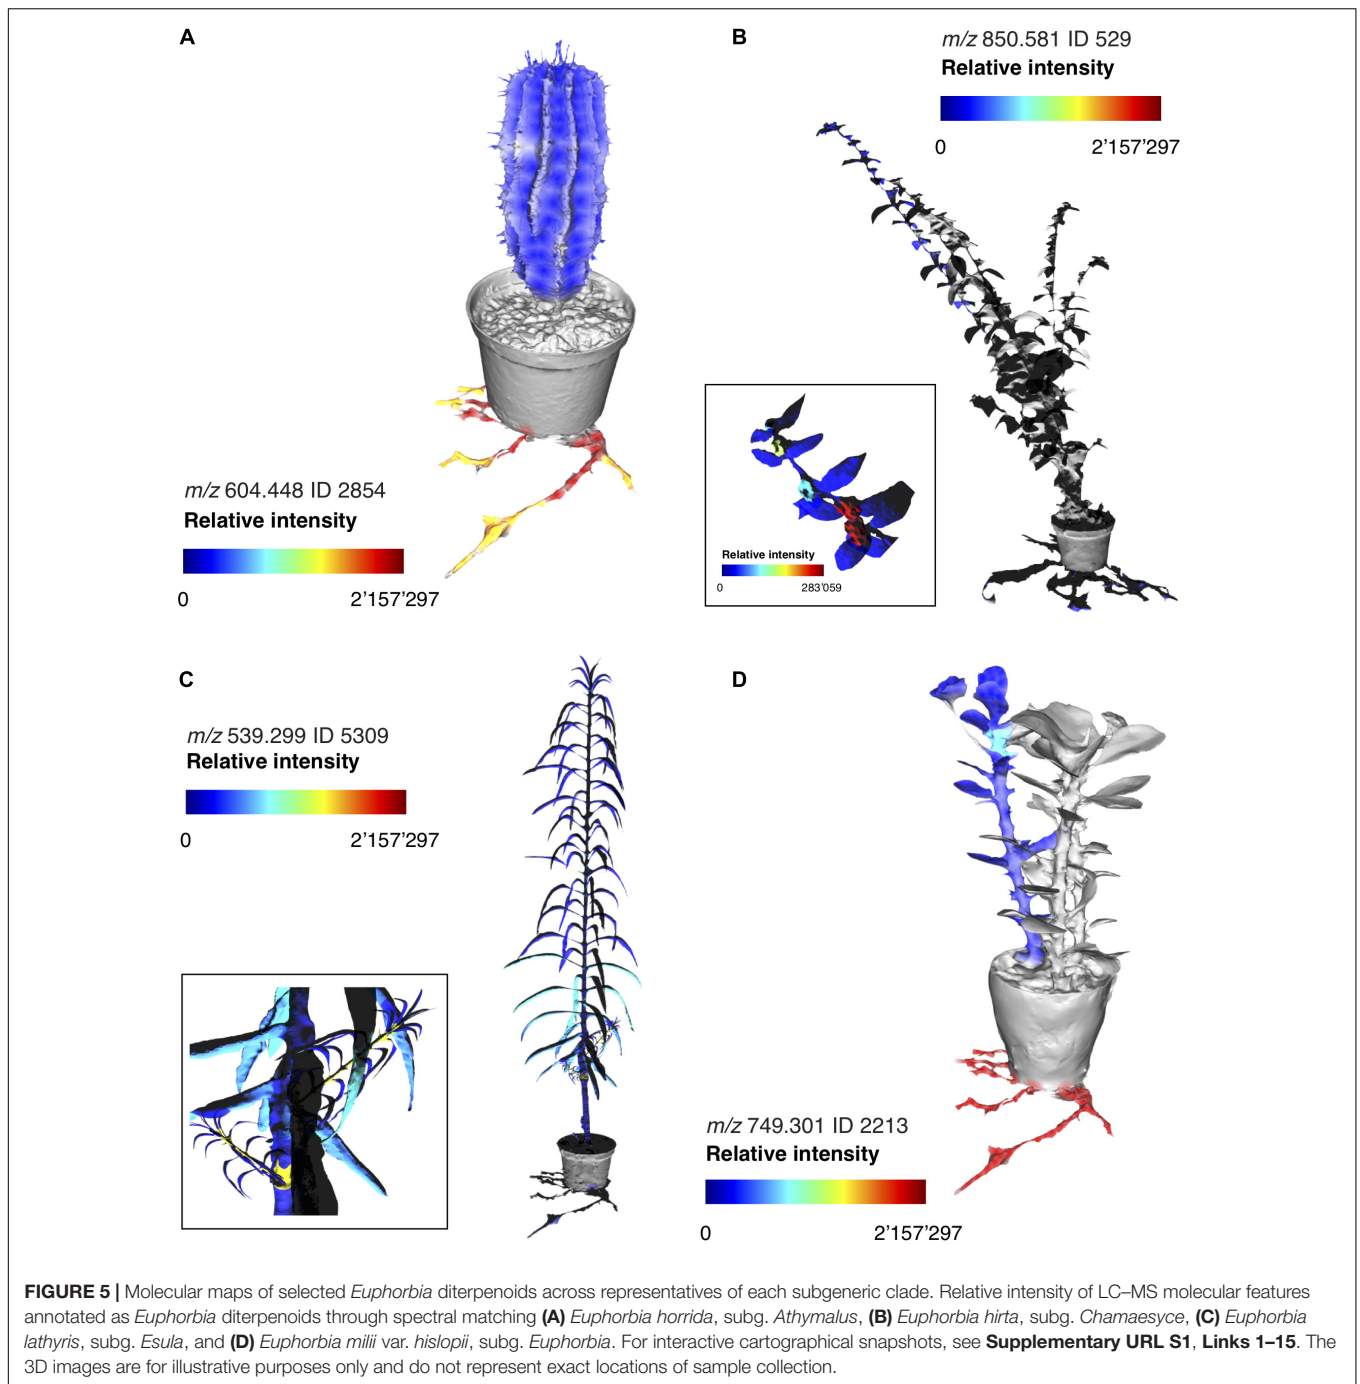 A
B
m/z 850.581 ID 529
Relative intensity
0 2’157’297
m/z 604.448 ID 2854
Relative intensity
0 2’157’297
Relative intensity
0 283’059
C
D
m/z 539.299 ID 5309
Relative intensity
0 2’157’297
m/z 749.301 ID 2213
Relative intensity
0 2’157’297
FIGURE 5 | Molecular maps of selected Euphorbia diterpenoids across representatives of each subgeneric clade. Relative intensity of LC–MS molecular features
annotated as Euphorbia diterpenoids through spectral matching (A) Euphorbia horrida, subg. Athymalus, (B) Euphorbia hirta, subg. Chamaesyce, (C) Euphorbia
lathyris, subg. Esula, and (D) Euphorbia milii var. hislopii, subg. Euphorbia. For interactive cartographical snapshots, see Supplementary URL S1, Links 1–15. The
3D images are for illustrative purposes only and do not represent exact locations of sample collection.